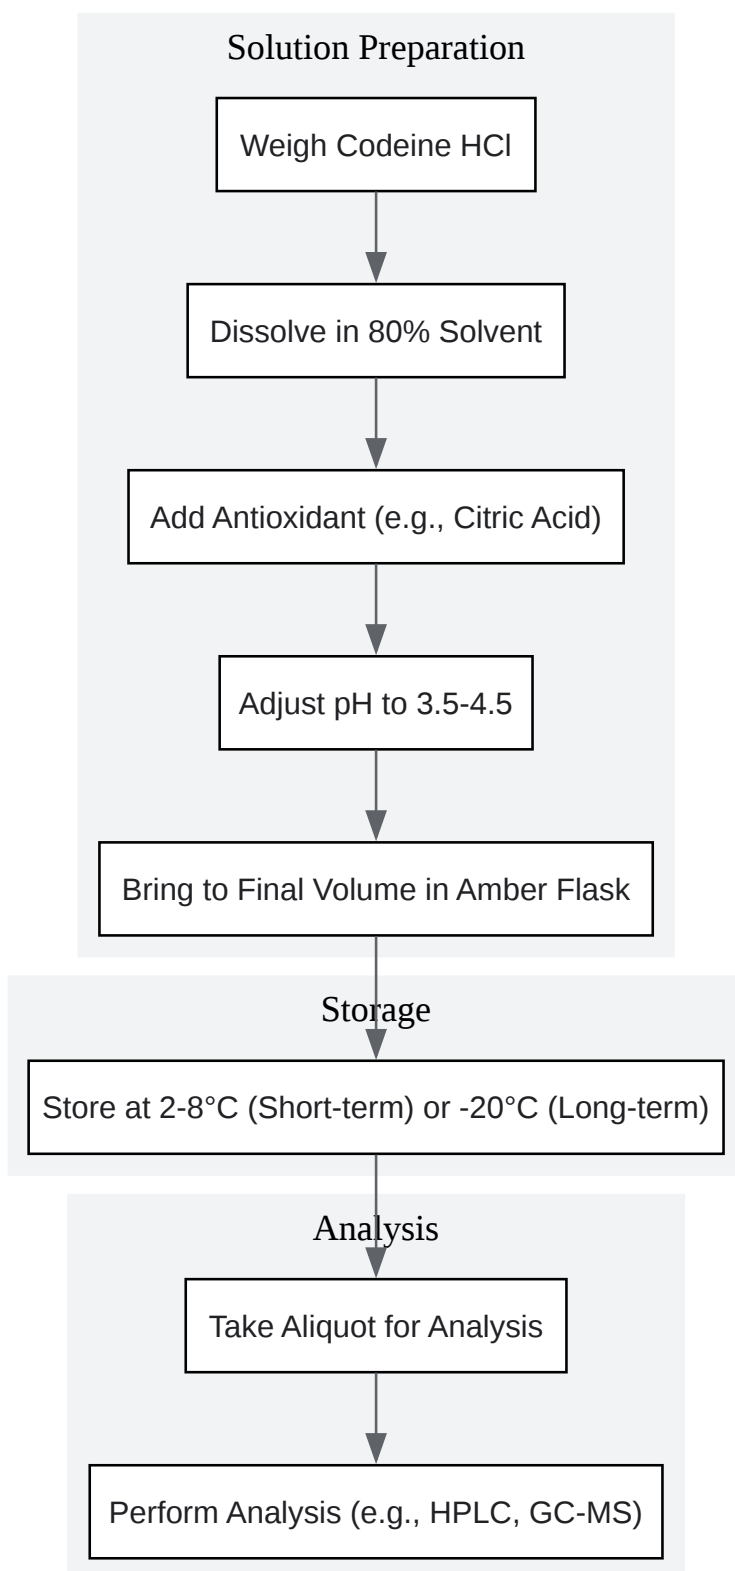 Solution Preparation
Weigh Codeine HCl
Dissolve in 80% Solvent
Add Antioxidant (e.g., Citric Acid)
Adjust pH to 3.5-4.5
Bring to Final Volume in Amber Flask
Storage
Store at 2-8°C (Short-term) or -20°C (Long-term)
Analysis
Take Aliquot for Analysis
Perform Analysis (e.g., HPLC, GC-MS)